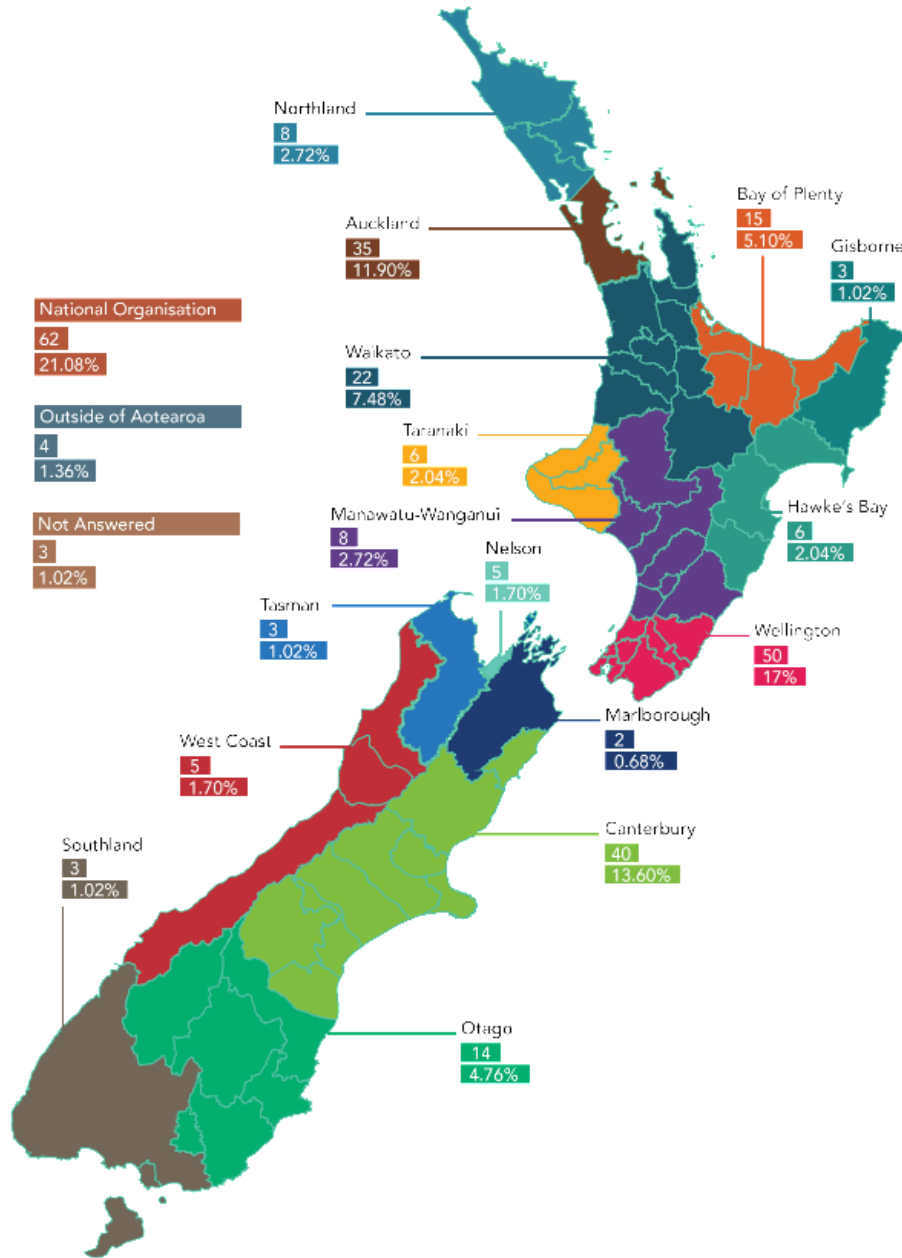 Northland
8
2.72%
Auckland
35
11.90%
Bay of Plenty
15
5.10%
Gisborne
3
1.02%
National Organisation
62
21.08%
Outside of Aotearoa
4
1.36%
Not Answered
3
1.02%
Waikato
22
7.48%
Taranaki
6
2.04%
Manawatu-Wanganui
8
2.72%
Hawke's Bay
6
2.04%
Nelson
5
1.70%
Tasman
3
1.02%
Wellington
50
17%
Marlborough
2
0.68%
West Coast
5
1.70%
Canterbury
40
13.60%
Southland
3
1.02%
Otago
14
4.76%